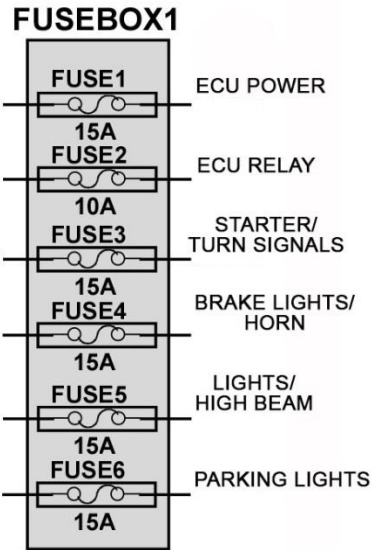 FUSEBOX1
FUSE1
ECU POWER
15A
FUSE2
ECU RELAY
10A
FUSE3
STARTER/
TURN SIGNALS
15A
FUSE4
BRAKE LIGHTS/
HORN
15A
FUSE5
LIGHTS/
HIGH BEAM
15A
FUSE6
PARKING LIGHTS
15A